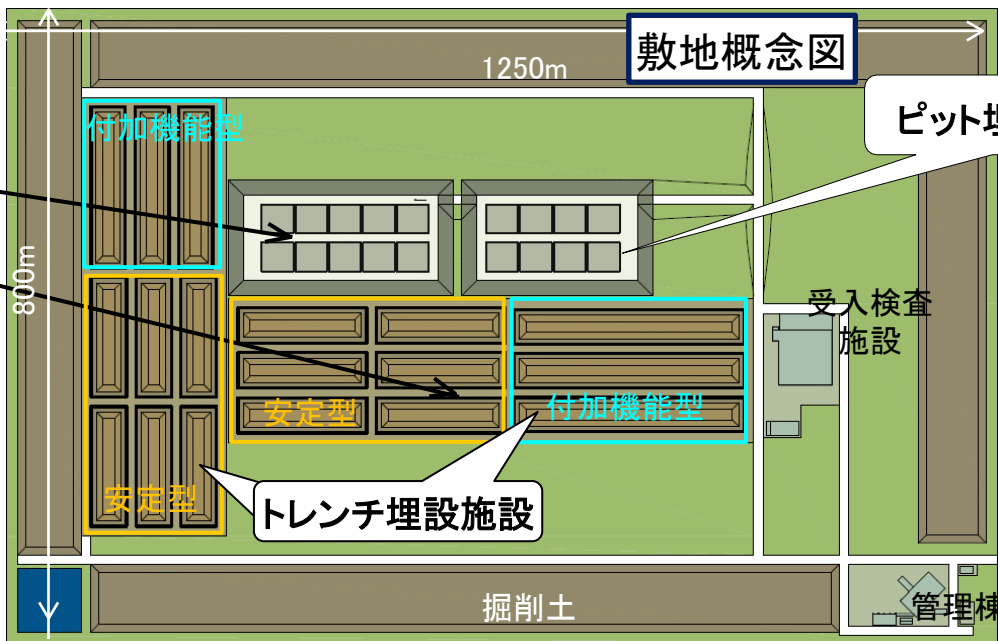 敷地概念図
1250m
ピット埋
付加機能型
800m
受入検査
施設
安定型
付加機能型
安定型
トレンチ埋設施設
掘削土
管理棟